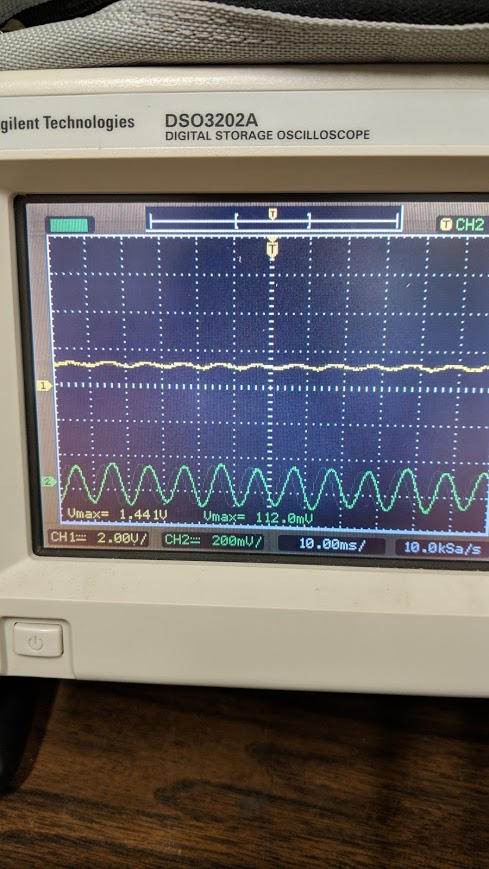 gilent Technologies DSO3202A
DIGITAL STORAGE OSCILLOSCOPE
T
T CH2
T
1
2
Vmax= 1.441V Vmax= 112.0mV
CH1 2.00V/ CH2 200mV/ 10.00ms/ 10.0kSa/s